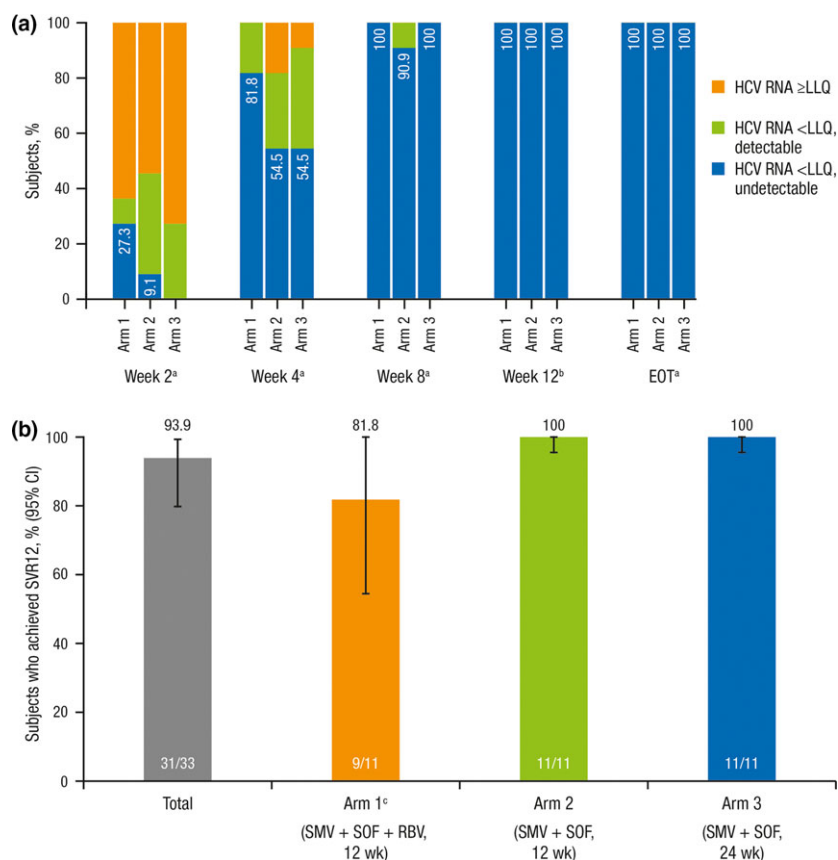 (a)
100
80
60
40
20
0
Subjects, %
27.3
9.1
81.8
54.5
54.5
100
90.9
100
100
100
100
100
100
100
Arm 1
Arm 2
Arm 3
Arm 1
Arm 2
Arm 3
Arm 1
Arm 2
Arm 3
Arm 1
Arm 2
Arm 3
Arm 1
Arm 2
Arm 3
Week 2ᵃ
Week 4ᵃ
Week 8ᵃ
Week 12ᵇ
EOTᵃ
HCV RNA ≥LLQ
HCV RNA <LLQ,
detectable
HCV RNA <LLQ,
undetectable
(b)
100
80
60
40
20
0
Subjects who achieved SVR12, % (95% CI)
93.9
81.8
100
100
31/33
9/11
11/11
11/11
Total
Arm 1ᶜ
(SMV + SOF + RBV,
12 wk)
Arm 2
(SMV + SOF,
12 wk)
Arm 3
(SMV + SOF,
24 wk)